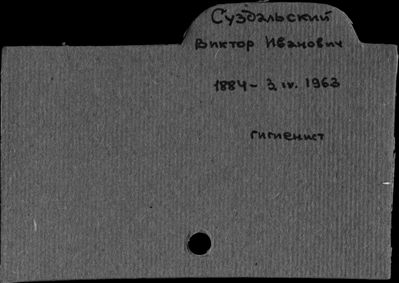 Суздальский
Виктор Иванович
1884 – 3.IV. 1963
гигиенист